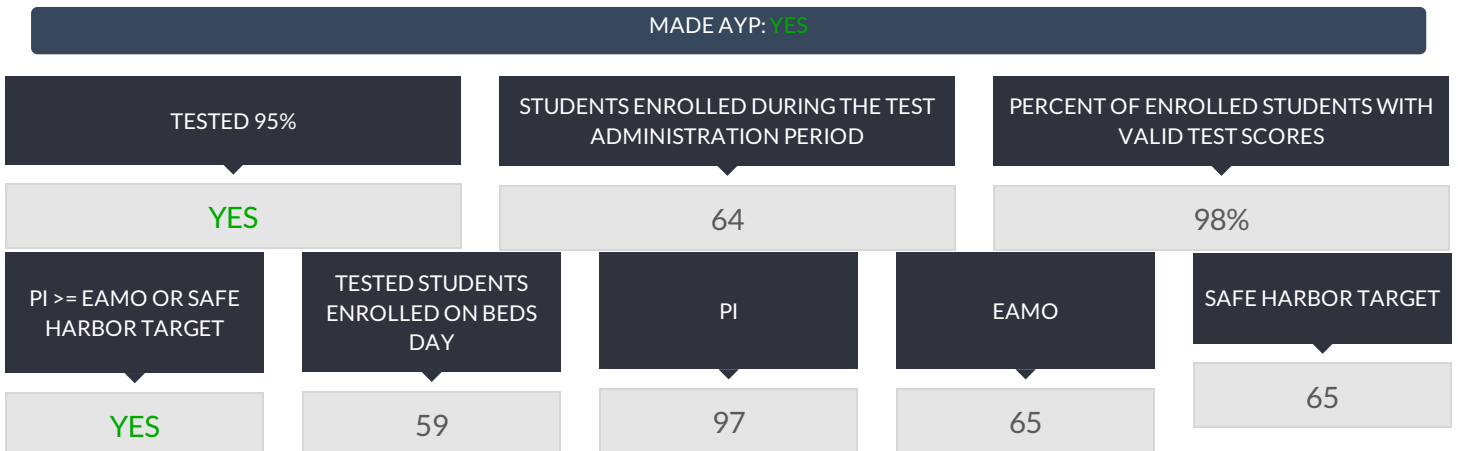 MADE AYP: YES
TESTED 95%
YES
STUDENTS ENROLLED DURING THE TEST
ADMINISTRATION PERIOD
64
PERCENT OF ENROLLED STUDENTS WITH
VALID TEST SCORES
98%
PI >= EAMO OR SAFE
HARBOR TARGET
YES
TESTED STUDENTS
ENROLLED ON BEDS
DAY
59
PI
97
EAMO
65
SAFE HARBOR TARGET
65